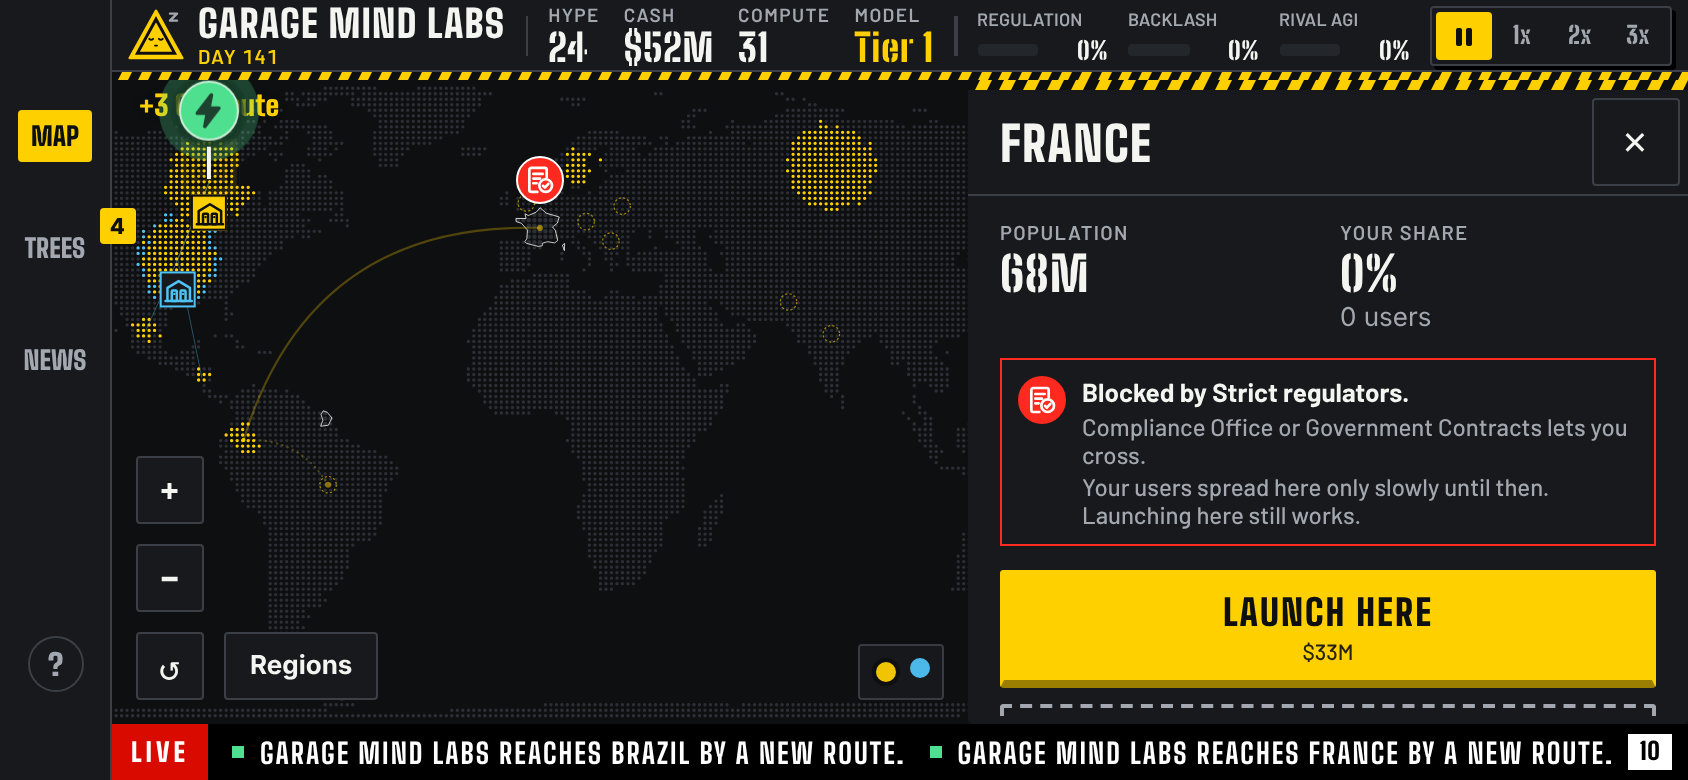 GARAGE MIND LABS
DAY 141
HYPE
24
CASH
$52M
COMPUTE
31
MODEL
Tier 1
REGULATION
0%
BACKLASH
0%
RIVAL AGI
0%
1x
2x
3x
MAP
4
TREES
NEWS
?
+3
ute
+
−
Regions
FRANCE
×
POPULATION
68M
YOUR SHARE
0%
0 users
Blocked by Strict regulators.
Compliance Office or Government Contracts lets you
cross.
Your users spread here only slowly until then.
Launching here still works.
LAUNCH HERE
$33M
LIVE
GARAGE MIND LABS REACHES BRAZIL BY A NEW ROUTE.
GARAGE MIND LABS REACHES FRANCE BY A NEW ROUTE.
10